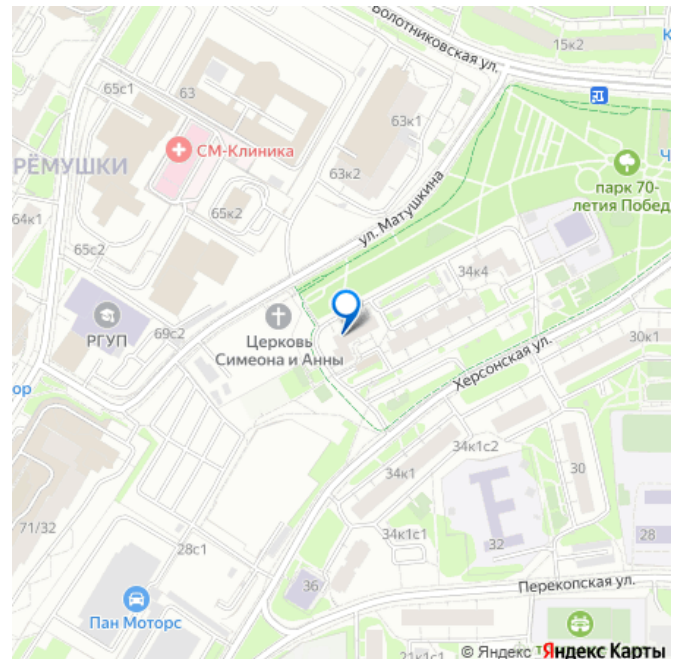 Болотниковская ул.
15к2
К
65с1
63
63к1
СМ-Клиника
РЁМУШКИ
63к2
Ч
парк 70-
летия Побед
64к1
65к2
ул. Матушкина
65с2
34к4
РГУП
69с2
Церковь
Симеона и Анны
30к1
Херсонская ул.
ор
34к1с2
34к1
30
71/32
34к1с1
32
28
28с1
36
Перекопская ул.
Пан Моторс
21к1с1
© Яндекс Яндекс Карты